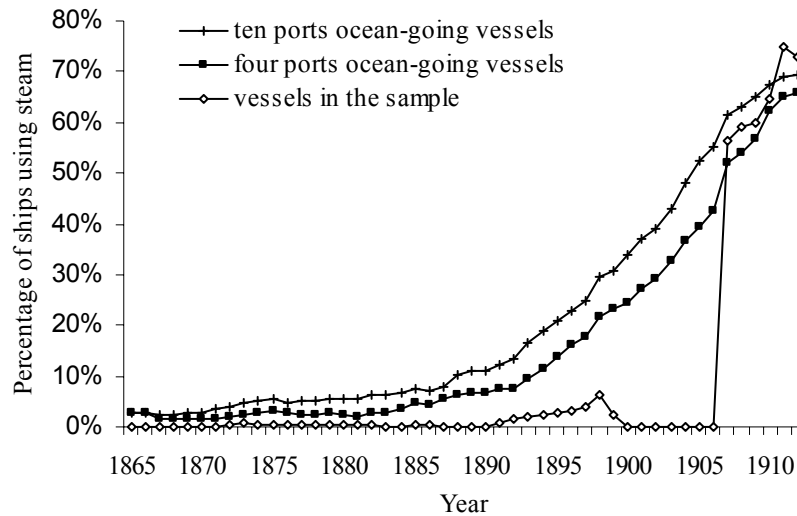 80%
70%
60%
50%
40%
30%
20%
10%
0%
Percentage of ships using steam
ten ports ocean-going vessels
four ports ocean-going vessels
vessels in the sample
1865 1870 1875 1880 1885 1890 1895 1900 1905 1910
Year